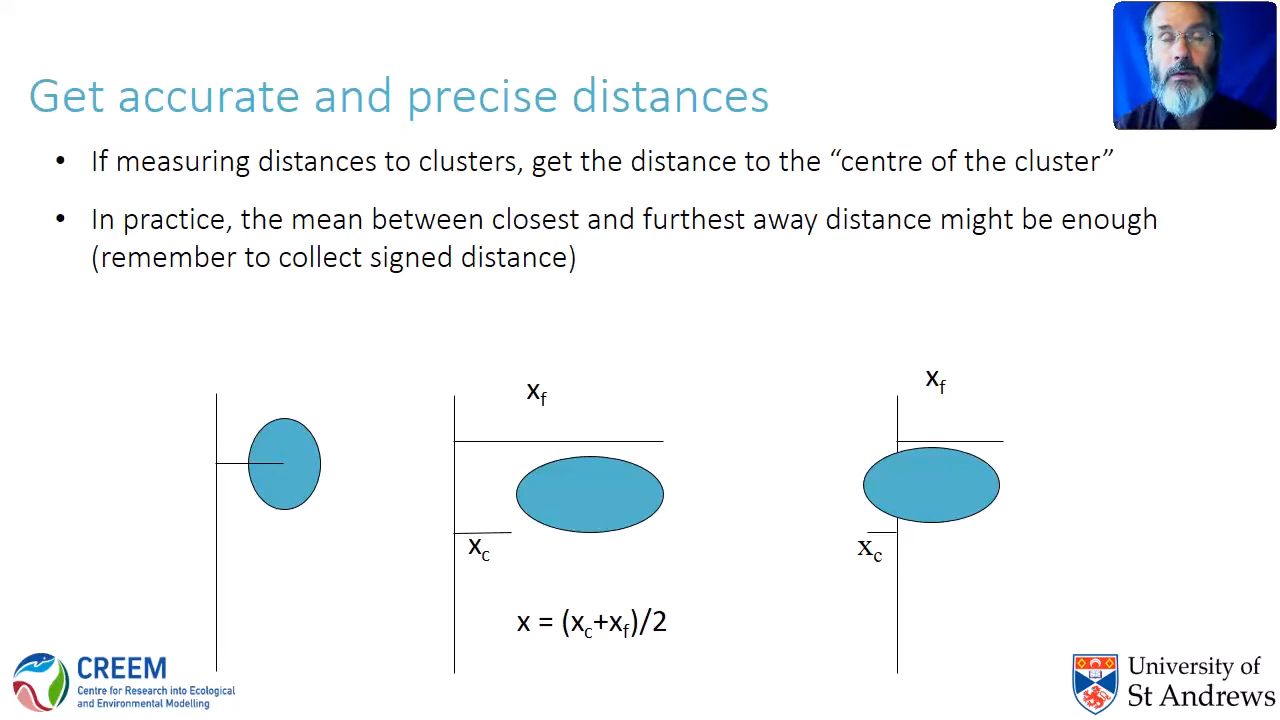 Get accurate and precise distances
• If measuring distances to clusters, get the distance to the “centre of the cluster”
• In practice, the mean between closest and furthest away distance might be enough
(remember to collect signed distance)
xf
xf
xc
xc
x = (xc+xf)/2
CREEM
Centre for Research into Ecological
and Environmental Modelling
University of
St Andrews